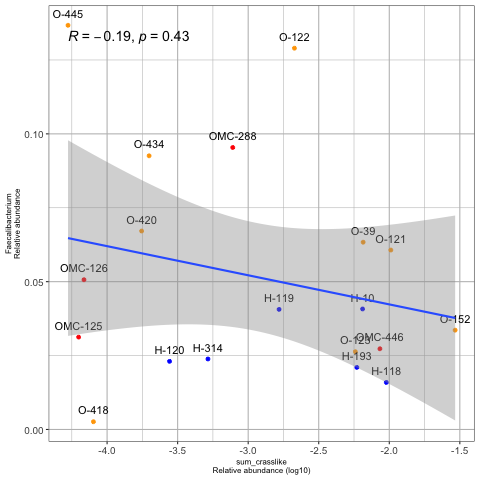 O-445
R = −0.19, p = 0.43
O-122
0.10
OMC-288
O-434
O-420
O-39
O-121
OMC-126
0.05
H-119
H-10
O-152
OMC-125
O-123
OMC-446
H-120
H-314
H-193
H-118
O-418
0.00
-4.0
-3.5
-3.0
-2.5
-2.0
-1.5
Faecalibacterium
Relative abundance
sum_crasslike
Relative abundance (log10)